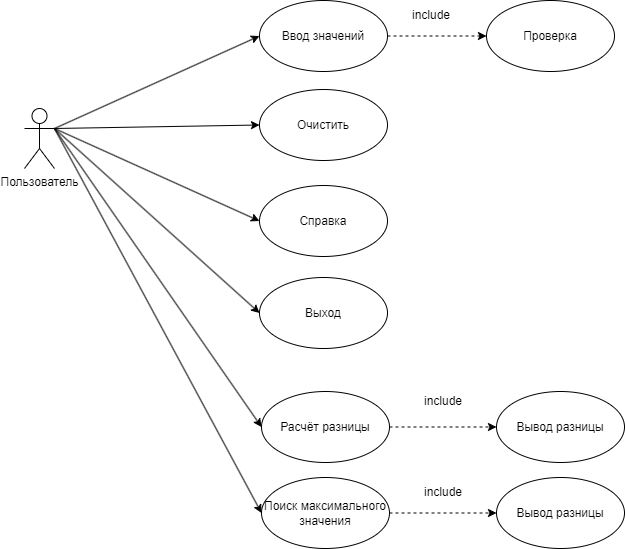 include
Ввод значений
Проверка
Очистить
Пользователь
Справка
Выход
include
Расчёт разницы
Вывод разницы
include
Поиск максимального
значения
Вывод разницы